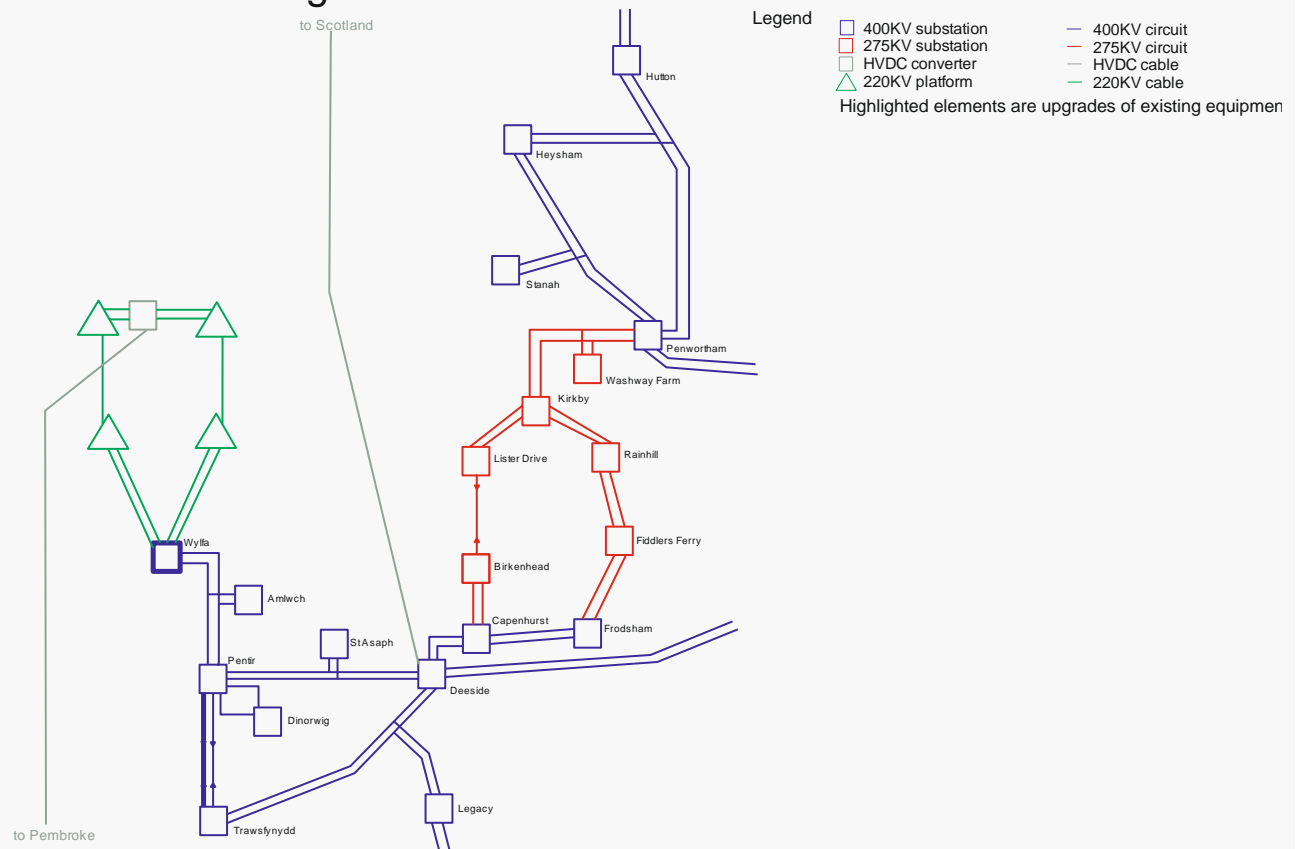 to Scotland
Legend
400KV substation
275KV substation
HVDC converter
220KV platform
400KV circuit
275KV circuit
HVDC cable
220KV cable
Highlighted elements are upgrades of existing equipmen
Hutton
Heysham
Stanah
Penwortham
Washway Farm
Kirkby
Lister Drive
Rainhill
Fiddlers Ferry
Birkenhead
Wylfa
Amlwch
Capenhurst
Frodsham
St Asaph
Pentir
Deeside
Dinorwig
Legacy
Trawsfynydd
to Pembroke